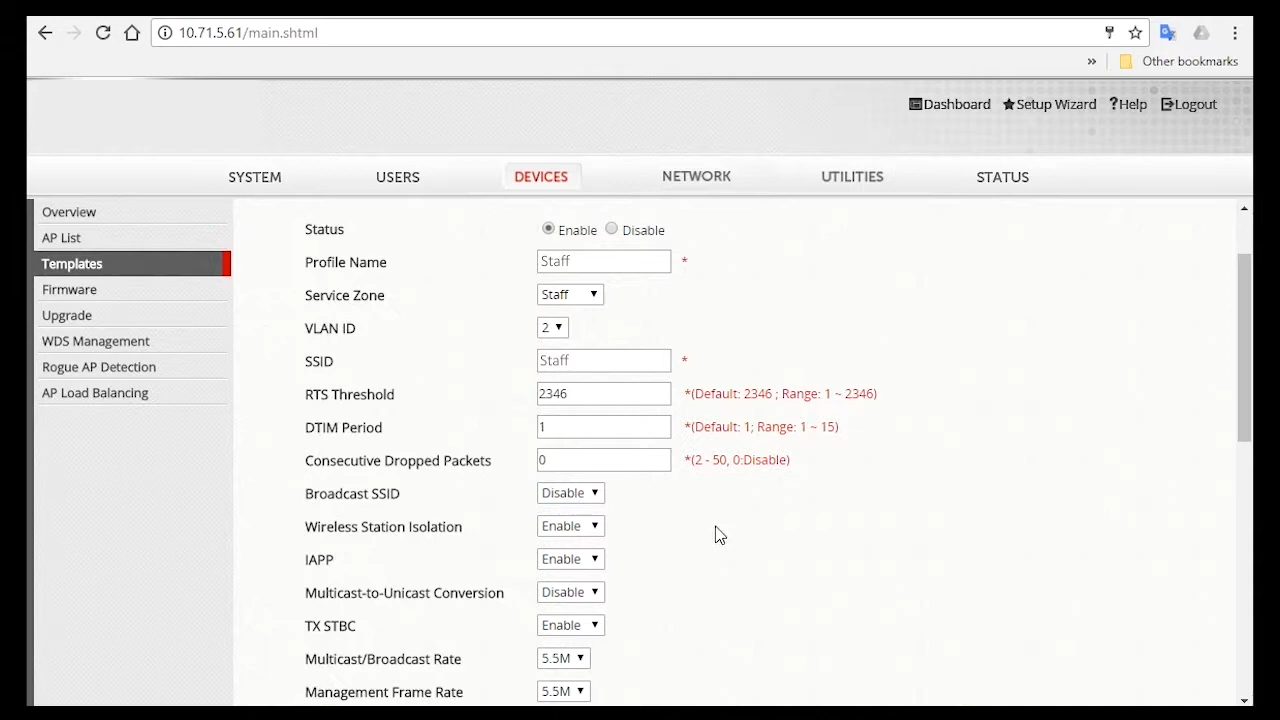 10.71.5.61/main.shtml
» Other bookmarks
Dashboard Setup Wizard ?Help Logout
SYSTEM USERS DEVICES NETWORK UTILITIES STATUS
Overview
AP List
Templates
Firmware
Upgrade
WDS Management
Rogue AP Detection
AP Load Balancing
Status Enable Disable
Profile Name Staff *
Service Zone Staff
VLAN ID 2
SSID Staff *
RTS Threshold 2346 *(Default: 2346 ; Range: 1 ~ 2346)
DTIM Period 1 *(Default: 1; Range: 1 ~ 15)
Consecutive Dropped Packets 0 *(2 - 50, 0:Disable)
Broadcast SSID Disable
Wireless Station Isolation Enable
IAPP Enable
Multicast-to-Unicast Conversion Disable
TX STBC Enable
Multicast/Broadcast Rate 5.5M
Management Frame Rate 5.5M